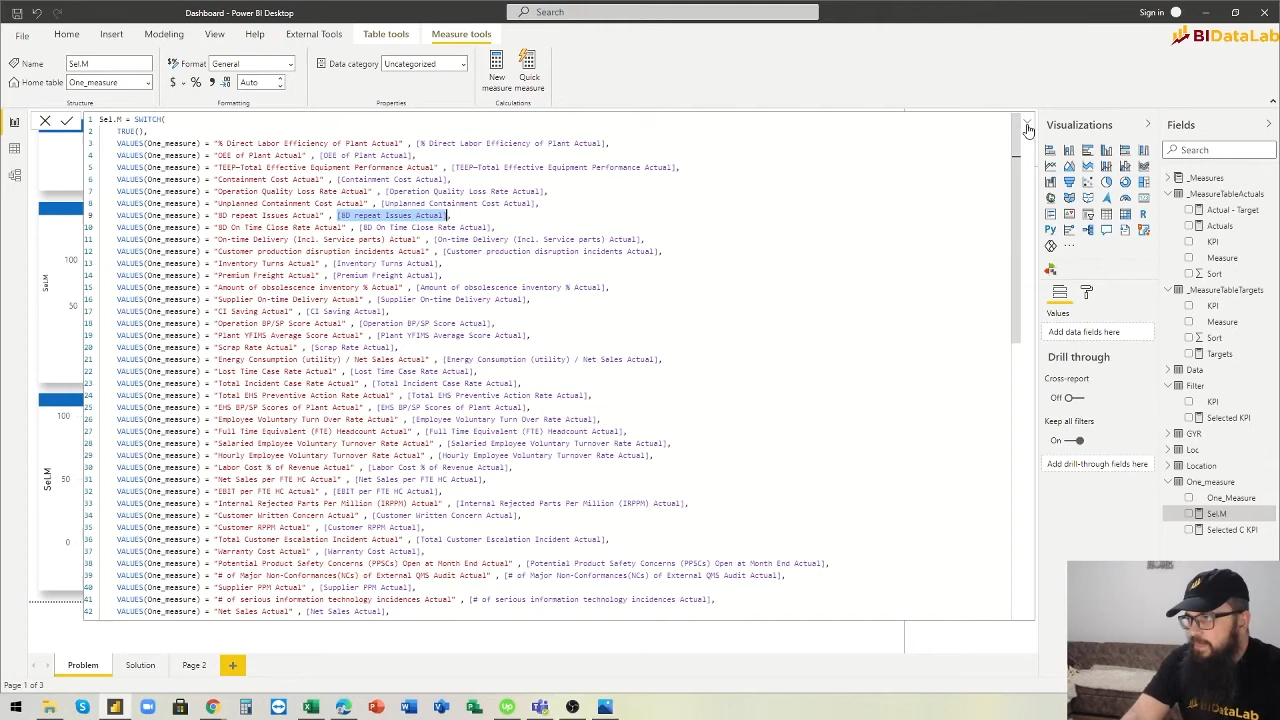 Dashboard - Power BI Desktop
Search
Sign in
File
Home
Insert
Modeling
View
Help
External Tools
Table tools
Measure tools
BIDataLab
Name
Sel.M
Home table
One_measure
Structure
Format
General
$
%
Auto
Formatting
Data category
Uncategorized
Properties
New measure
Quick measure
Calculations
1 Sel.M = SWITCH(
2 TRUE(),
3 VALUES(One_measure) = "% Direct Labor Efficiency of Plant Actual" , [% Direct Labor Efficiency of Plant Actual],
4 VALUES(One_measure) = "OEE of Plant Actual" , [OEE of Plant Actual],
5 VALUES(One_measure) = "TEEP-Total Effective Equipment Performance Actual" , [TEEP-Total Effective Equipment Performance Actual],
6 VALUES(One_measure) = "Containment Cost Actual" , [Containment Cost Actual],
7 VALUES(One_measure) = "Operation Quality Loss Rate Actual" , [Operation Quality Loss Rate Actual],
8 VALUES(One_measure) = "Unplanned Containment Cost Actual" , [Unplanned Containment Cost Actual],
9 VALUES(One_measure) = "8D repeat Issues Actual" , [8D repeat Issues Actual],
10 VALUES(One_measure) = "8D On Time Close Rate Actual" , [8D On Time Close Rate Actual],
11 VALUES(One_measure) = "On-time Delivery (Incl. Service parts) Actual" , [On-time Delivery (Incl. Service parts) Actual],
12 VALUES(One_measure) = "Customer production disruption incidents Actual" , [Customer production disruption incidents Actual],
13 VALUES(One_measure) = "Inventory Turns Actual" , [Inventory Turns Actual],
14 VALUES(One_measure) = "Premium Freight Actual" , [Premium Freight Actual],
15 VALUES(One_measure) = "Amount of obsolescence inventory % Actual" , [Amount of obsolescence inventory % Actual],
16 VALUES(One_measure) = "Supplier On-time Delivery Actual" , [Supplier On-time Delivery Actual],
17 VALUES(One_measure) = "CI Saving Actual" , [CI Saving Actual],
18 VALUES(One_measure) = "Operation BP/SP Score Actual" , [Operation BP/SP Score Actual],
19 VALUES(One_measure) = "Plant YFIMS Average Score Actual" , [Plant YFIMS Average Score Actual],
20 VALUES(One_measure) = "Scrap Rate Actual" , [Scrap Rate Actual],
21 VALUES(One_measure) = "Energy Consumption (utility) / Net Sales Actual" , [Energy Consumption (utility) / Net Sales Actual],
22 VALUES(One_measure) = "Lost Time Case Rate Actual" , [Lost Time Case Rate Actual],
23 VALUES(One_measure) = "Total Incident Case Rate Actual" , [Total Incident Case Rate Actual],
24 VALUES(One_measure) = "Total EHS Preventive Action Rate Actual" , [Total EHS Preventive Action Rate Actual],
25 VALUES(One_measure) = "EHS BP/SP Scores of Plant Actual" , [EHS BP/SP Scores of Plant Actual],
26 VALUES(One_measure) = "Employee Voluntary Turn Over Rate Actual" , [Employee Voluntary Turn Over Rate Actual],
27 VALUES(One_measure) = "Full Time Equivalent (FTE) Headcount Actual" , [Full Time Equivalent (FTE) Headcount Actual],
28 VALUES(One_measure) = "Salaried Employee Voluntary Turnover Rate Actual" , [Salaried Employee Voluntary Turnover Rate Actual],
29 VALUES(One_measure) = "Hourly Employee Voluntary Turnover Rate Actual" , [Hourly Employee Voluntary Turnover Rate Actual],
30 VALUES(One_measure) = "Labor Cost % of Revenue Actual" , [Labor Cost % of Revenue Actual],
31 VALUES(One_measure) = "Net Sales per FTE HC Actual" , [Net Sales per FTE HC Actual],
32 VALUES(One_measure) = "EBIT per FTE HC Actual" , [EBIT per FTE HC Actual],
33 VALUES(One_measure) = "Internal Rejected Parts Per Million (IRPPM) Actual" , [Internal Rejected Parts Per Million (IRPPM) Actual],
34 VALUES(One_measure) = "Customer Written Concern Actual" , [Customer Written Concern Actual],
35 VALUES(One_measure) = "Customer RPPM Actual" , [Customer RPPM Actual],
36 VALUES(One_measure) = "Total Customer Escalation Incident Actual" , [Total Customer Escalation Incident Actual],
37 VALUES(One_measure) = "Warranty Cost Actual" , [Warranty Cost Actual],
38 VALUES(One_measure) = "Potential Product Safety Concerns (PPSCs) Open at Month End Actual" , [Potential Product Safety Concerns (PPSCs) Open at Month End Actual],
39 VALUES(One_measure) = "# of Major Non-Conformances(NCs) of External QMS Audit Actual" , [# of Major Non-Conformances(NCs) of External QMS Audit Actual],
40 VALUES(One_measure) = "Supplier PPM Actual" , [Supplier PPM Actual],
41 VALUES(One_measure) = "# of serious information technology incidences Actual" , [# of serious information technology incidences Actual],
42 VALUES(One_measure) = "Net Sales Actual" , [Net Sales Actual],
100
Sel.M
50
100
Sel.M
50
0
Visualizations
R
Py
Values
Add data fields here
Drill through
Cross-report
Off
Keep all filters
On
Add drill-through fields here
Fields
Search
_Measures
_MeasureTableActuals
Actual - Target
Actuals
KPI
Measure
Sort
_MeasureTableTargets
KPI
Measure
Sort
Targets
Data
Filter
KPI
Selected KPI
GYR
Loc
Location
One_measure
One_Measure
Sel.M
Selected C KPI
Problem
Solution
Page 2
Page 1 of 3